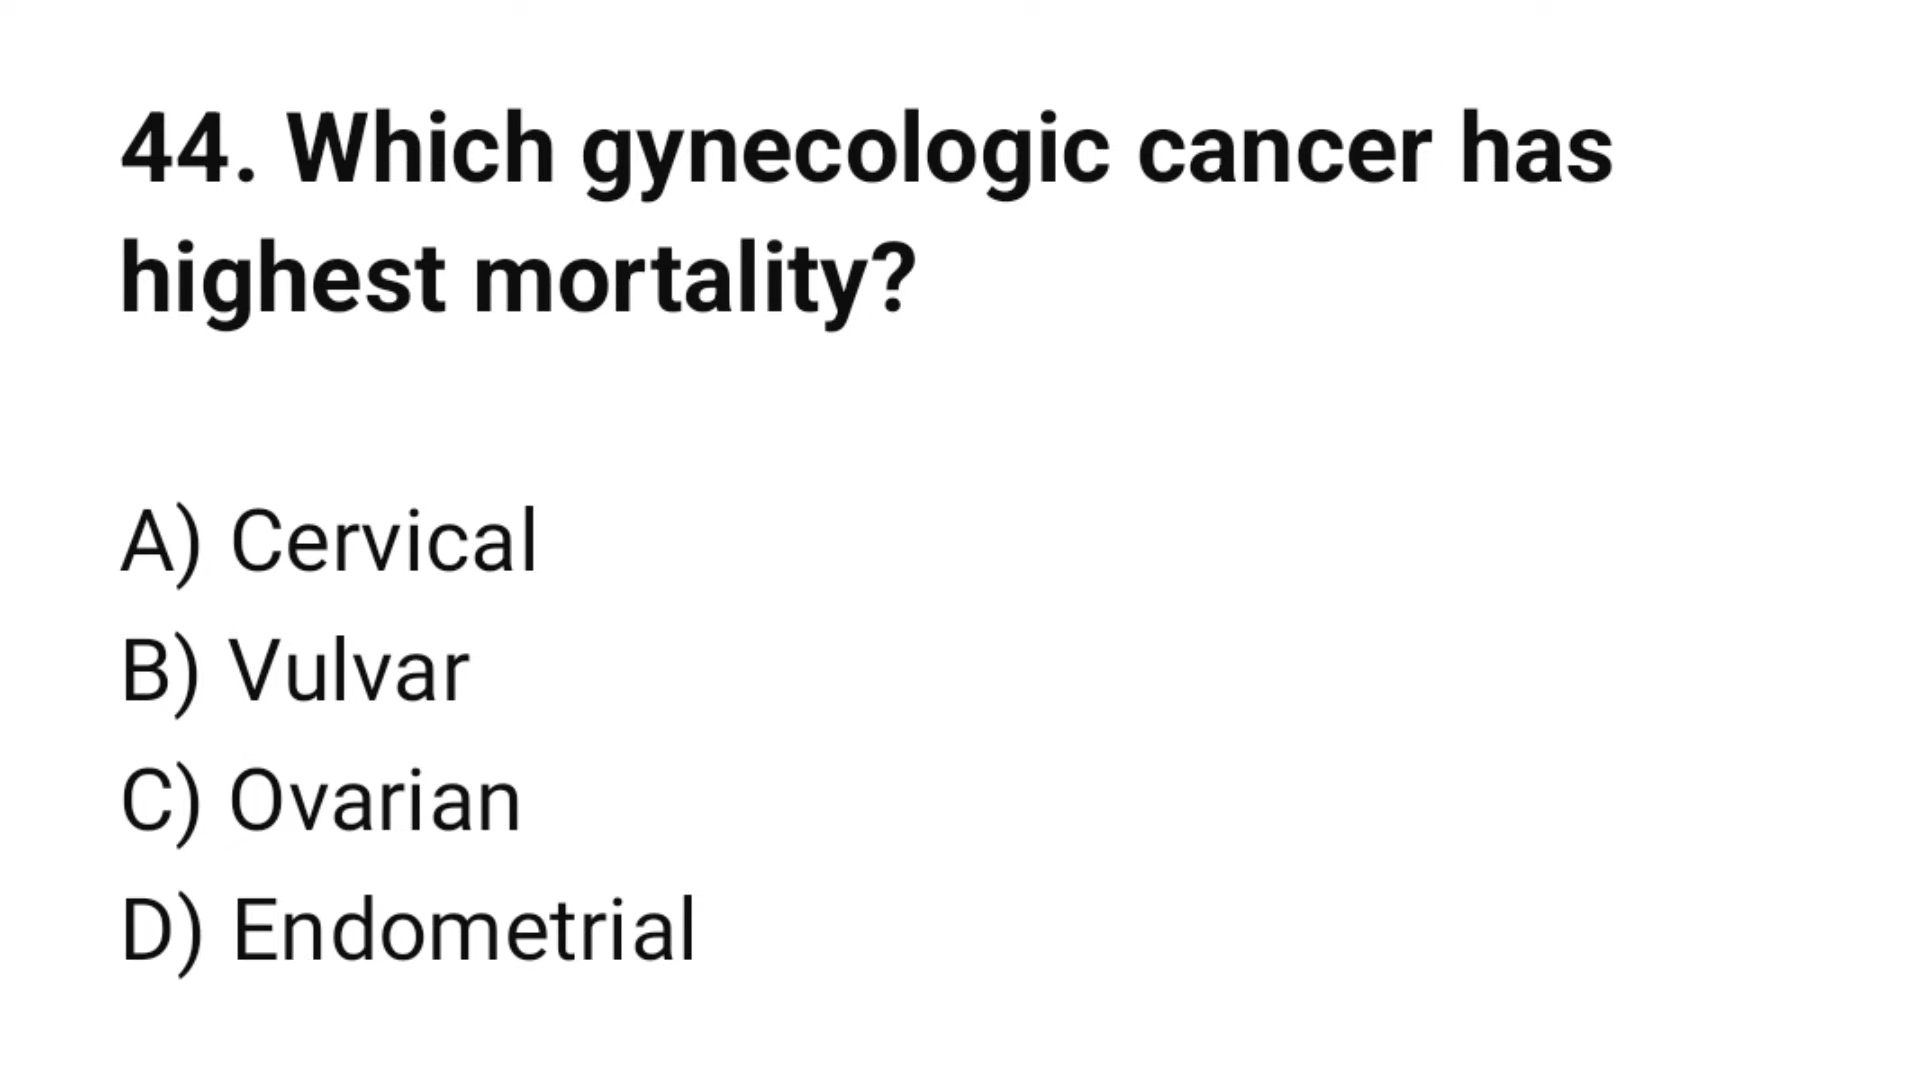 44. Which gynecologic cancer has
highest mortality?
A) Cervical
B) Vulvar
C) Ovarian
D) Endometrial